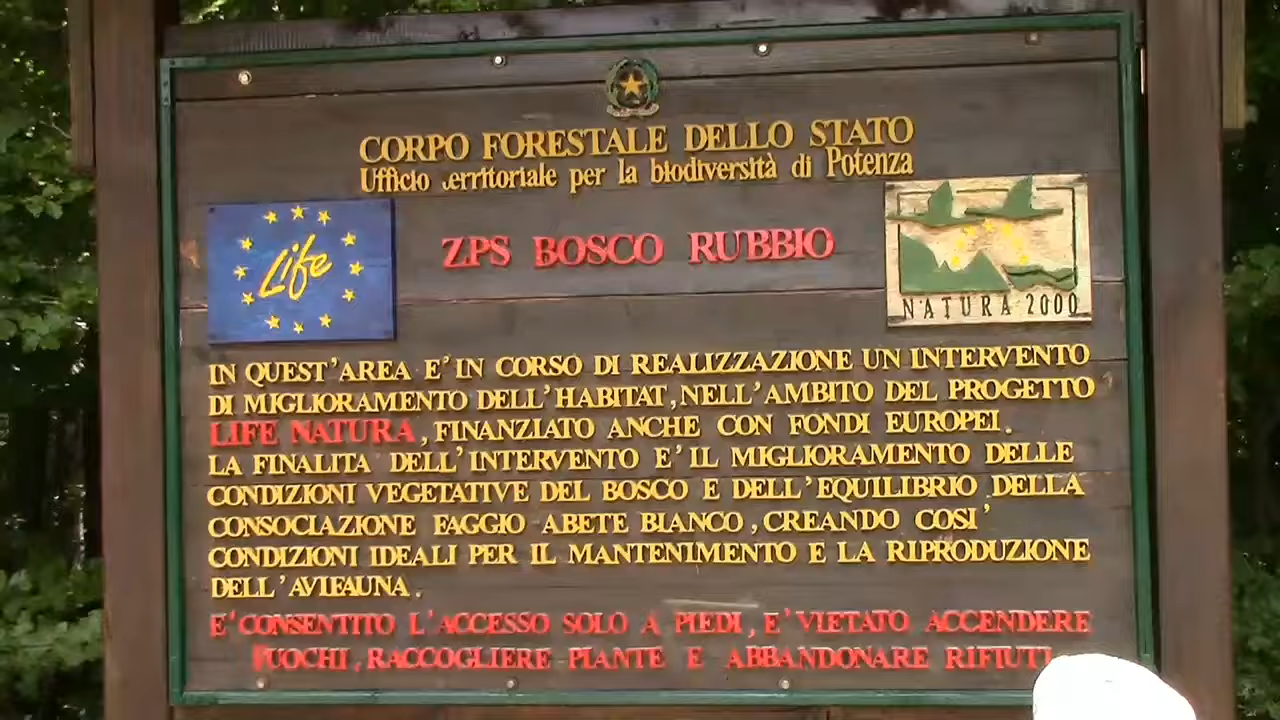 CORPO FORESTALE DELLO STATO
Ufficio territoriale per la biodiversità di Potenza
Life
ZPS BOSCO RUBBIO
NATURA 2000
IN QUEST'AREA E' IN CORSO DI REALIZZAZIONE UN INTERVENTO
DI MIGLIORAMENTO DELL'HABITAT, NELL'AMBITO DEL PROGETTO
LIFE NATURA, FINANZIATO ANCHE CON FONDI EUROPEI.
LA FINALITA' DELL'INTERVENTO E' IL MIGLIORAMENTO DELLE
CONDIZIONI VEGETATIVE DEL BOSCO E DELL'EQUILIBRIO DELLA
CONSOCIAZIONE FAGGIO ABETE BIANCO, CREANDO COSI'
CONDIZIONI IDEALI PER IL MANTENIMENTO E LA RIPRODUZIONE
DELL'AVIFAUNA.
E' CONSENTITO L'ACCESSO SOLO A PIEDI, E' VIETATO ACCENDERE
FUOCHI, RACCOGLIERE PIANTE E ABBANDONARE RIFIUTI